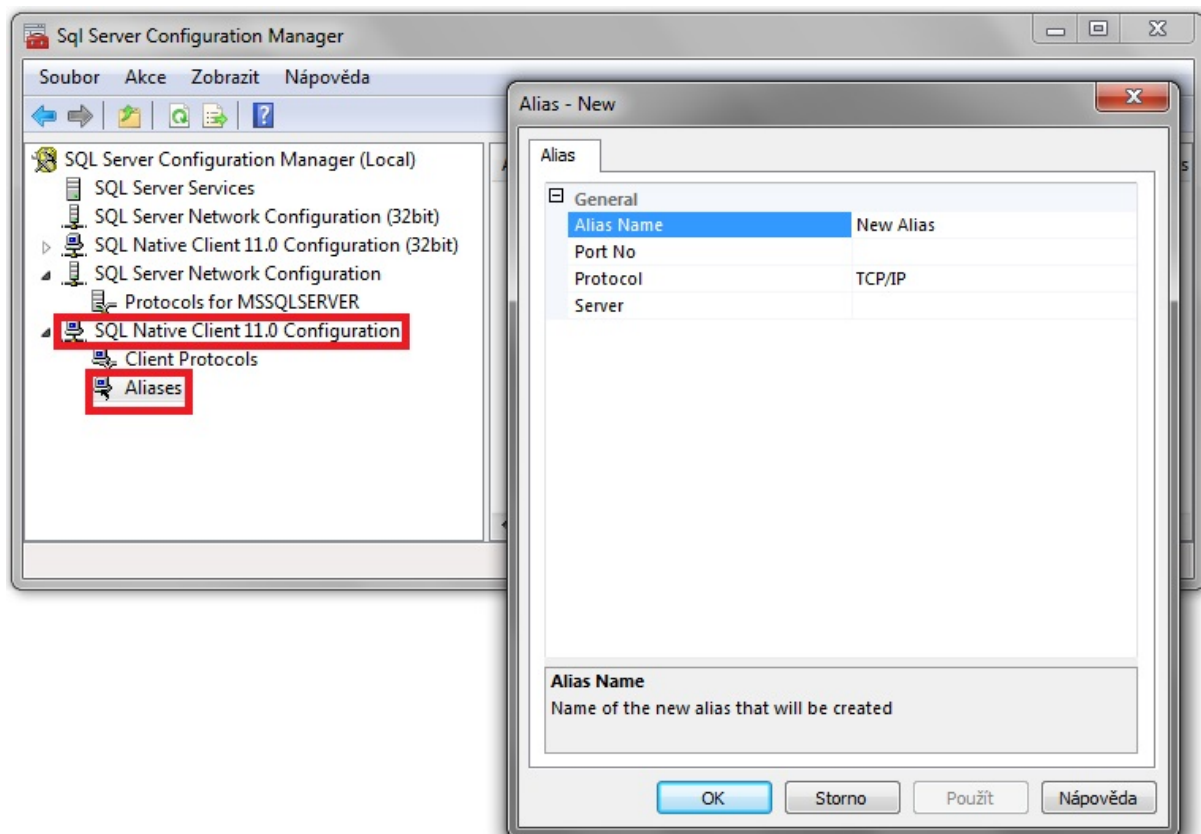 Sql Server Configuration Manager
Soubor Akce Zobrazit Nápověda
SQL Server Configuration Manager (Local)
SQL Server Services
SQL Server Network Configuration (32bit)
SQL Native Client 11.0 Configuration (32bit)
SQL Server Network Configuration
Protocols for MSSQLSERVER
SQL Native Client 11.0 Configuration
Client Protocols
Aliases
Alias - New
Alias
General
Alias Name New Alias
Port No
Protocol TCP/IP
Server
Alias Name
Name of the new alias that will be created
OK Storno Použít Nápověda